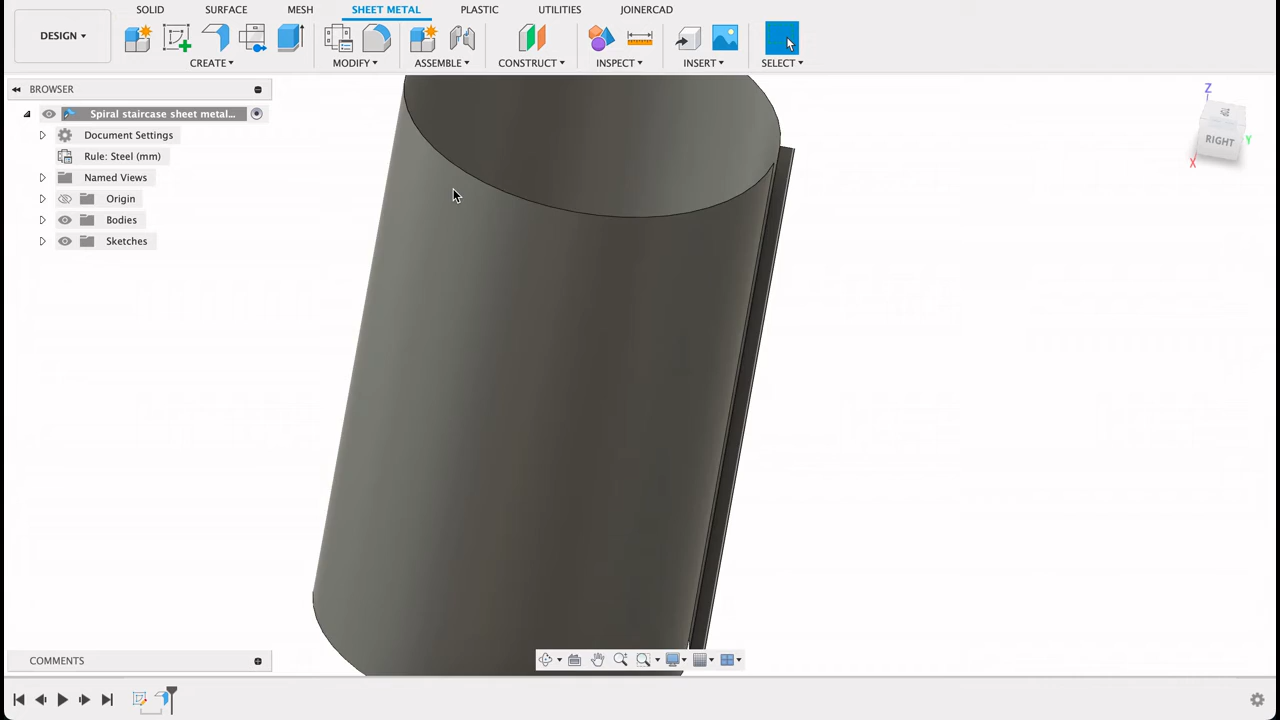 SOLID SURFACE MESH SHEET METAL PLASTIC UTILITIES JOINERCAD
DESIGN
CREATE MODIFY ASSEMBLE CONSTRUCT INSPECT INSERT SELECT
BROWSER
Spiral staircase sheet metal...
Document Settings
Rule: Steel (mm)
Named Views
Origin
Bodies
Sketches
Z
RIGHT
Y
X
COMMENTS